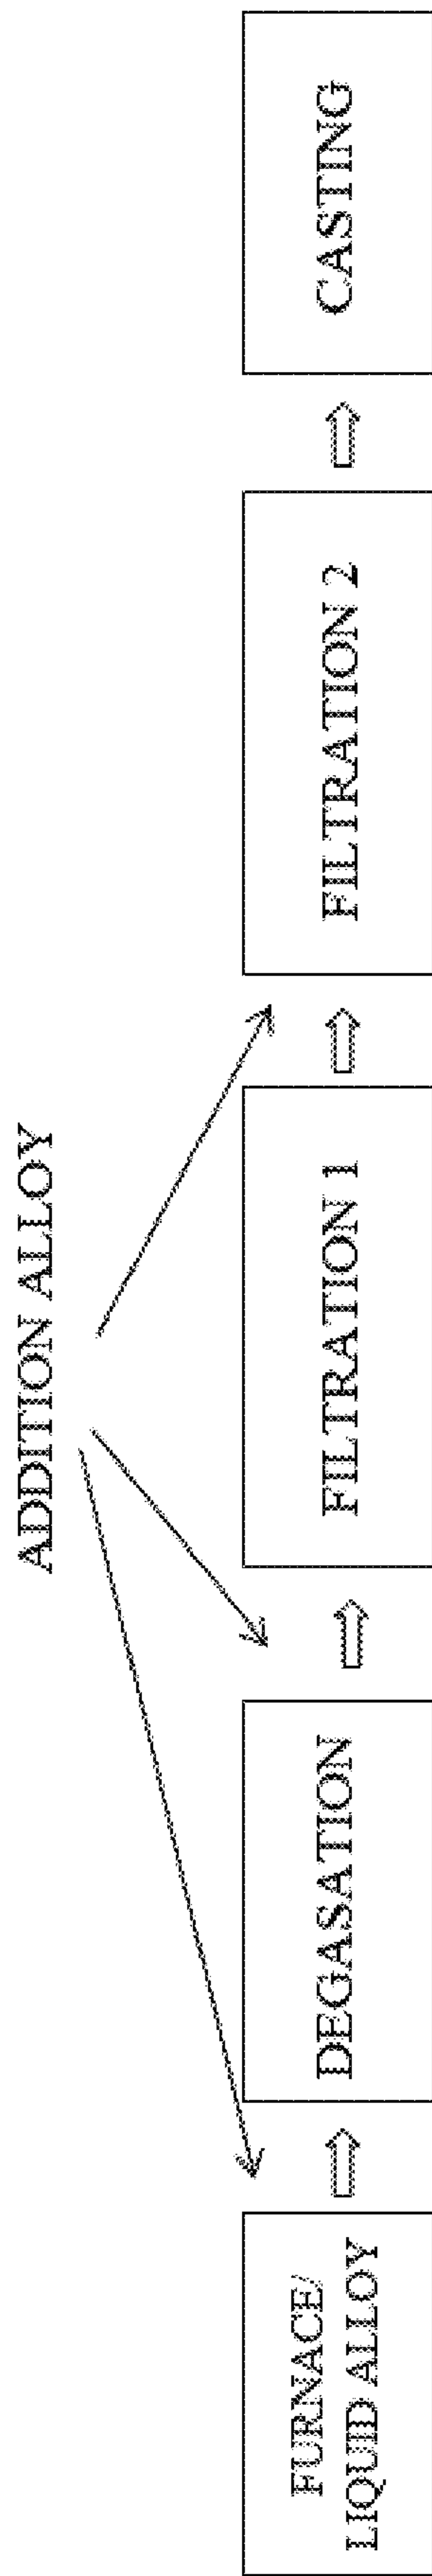 ADDITION ALLOY
FURNACE/
LIQUID ALLOY
DEGASATION
FILTRATION 1
FILTRATION 2
CASTING